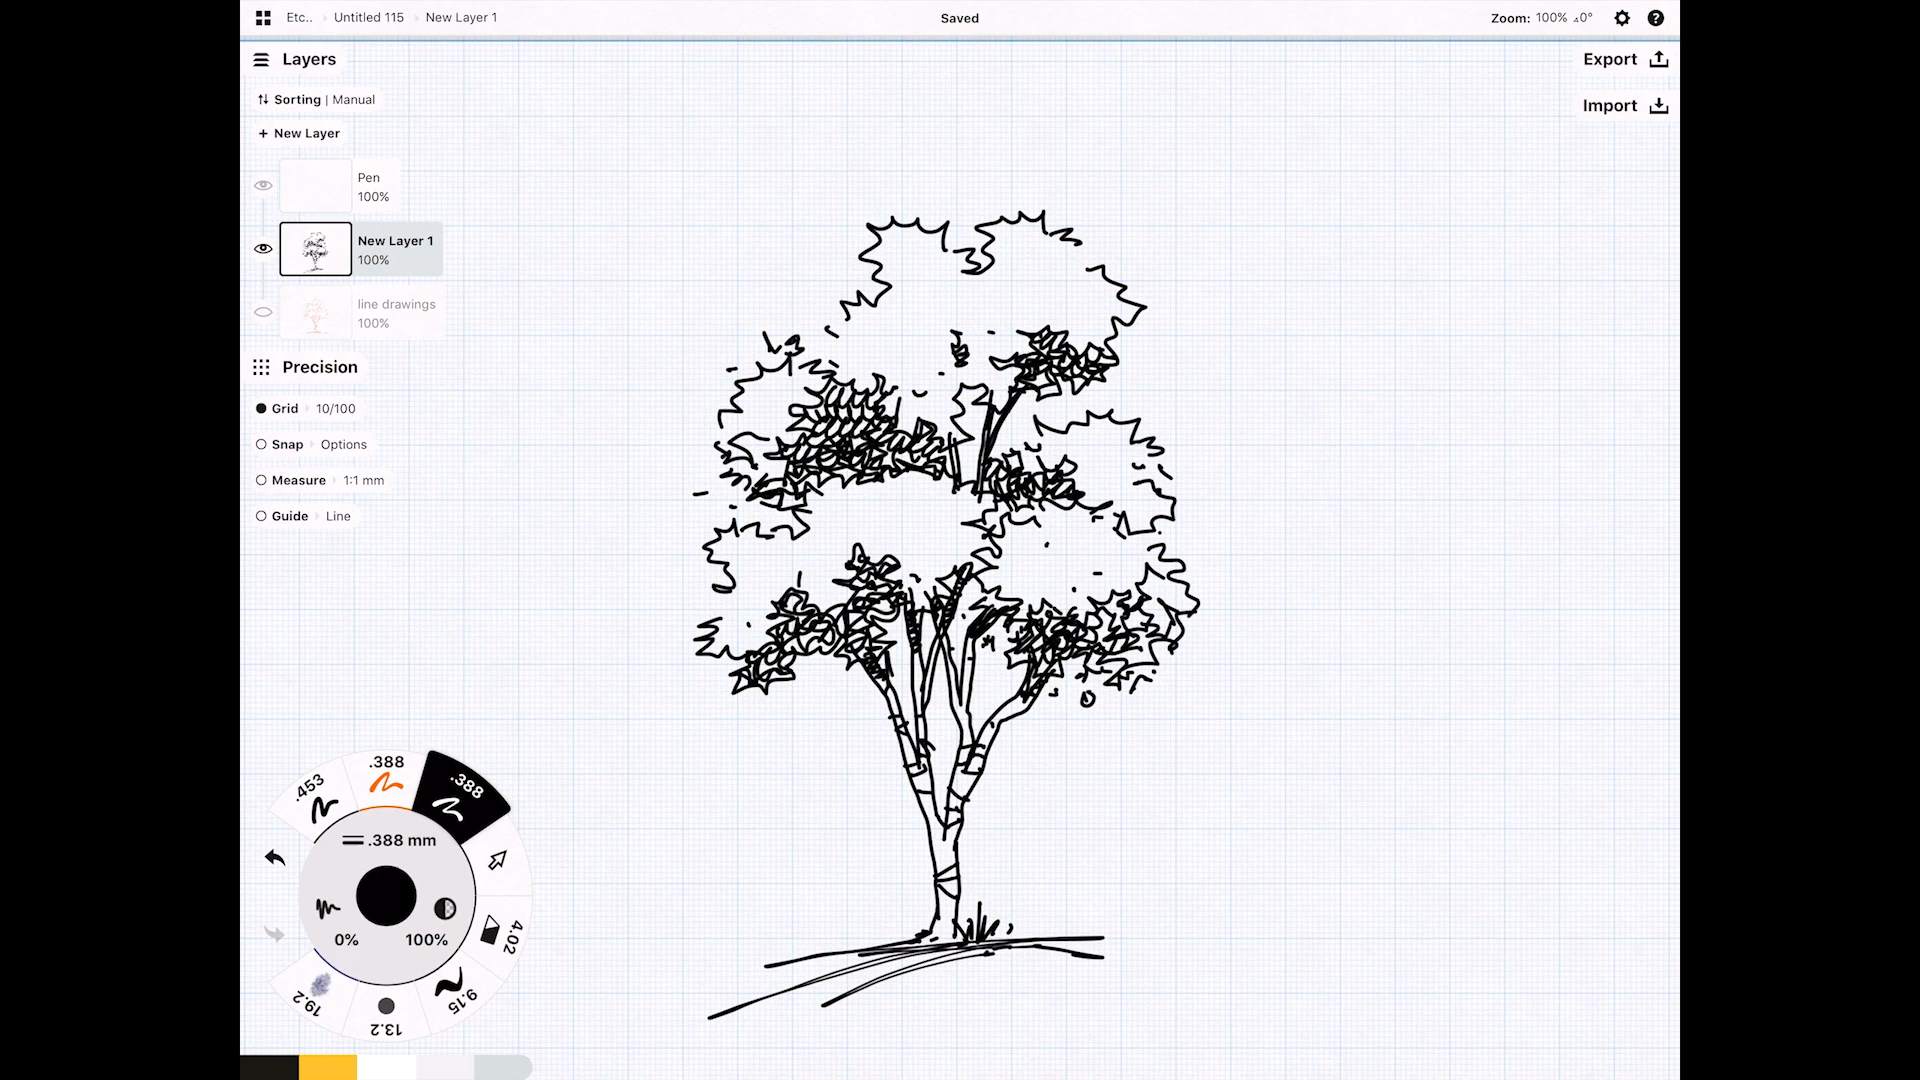 Etc.. Untitled 115 New Layer 1
Saved
Zoom: 100% ⊿0°
Layers
Export
Sorting | Manual
Import
+ New Layer
Pen
100%
New Layer 1
100%
line drawings
100%
Precision
Grid 10/100
Snap Options
Measure 1:1 mm
Guide Line
.453
.388
.388
.388 mm
0%
100%
4.02
9.15
13.2
19.2